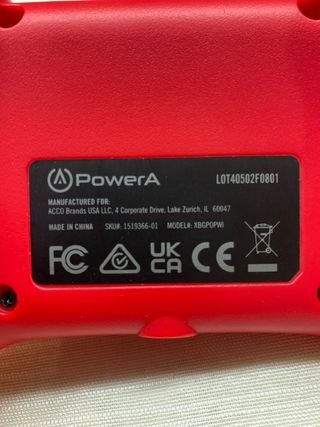 PowerA
LOT40502F0801
MANUFACTURED FOR:
ACCO Brands USA LLC, 4 Corporate Drive, Lake Zurich, IL 60047
MADE IN CHINA SKU#: 1519366-01 MODEL#: XBGPOPWI
FC UK CA CE